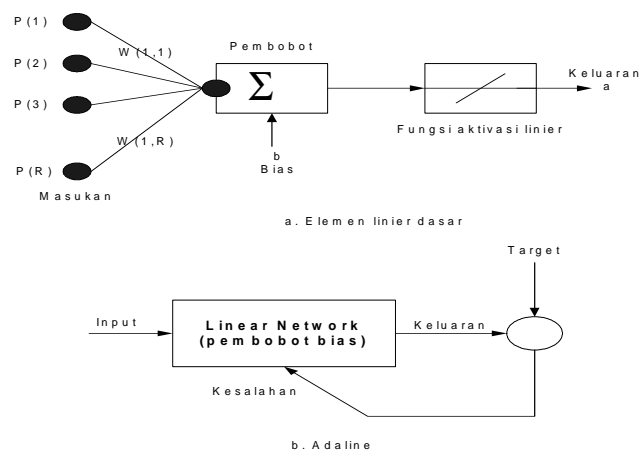 P(1)
W(1,1)
Pembobot
P(2)
Σ
Keluaran
a
P(3)
W(1,R)
Fungsi aktivasi linier
b
Bias
P(R)
Masukan
a. Elemen linier dasar
Target
Input
Linear Network
(pembobot bias)
Keluaran
Kesalahan
b. Adaline